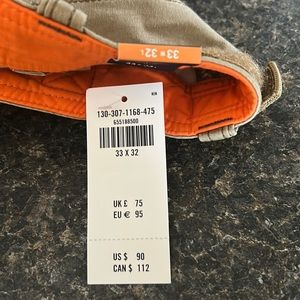 33 × 32 L
130-307-1168-475
655188500
33 X 32
UK £ 75
EU € 95
US $ 90
CAN $ 112